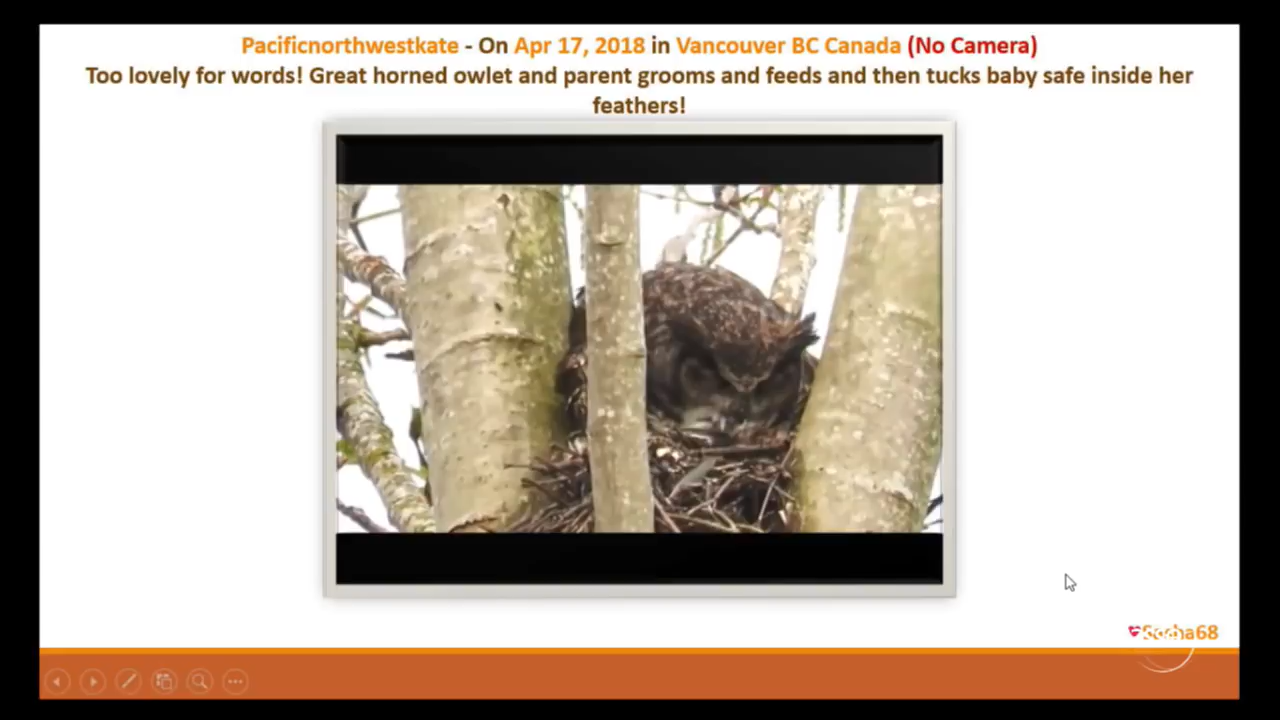 Pacificnorthwestkate - On Apr 17, 2018 in Vancouver BC Canada (No Camera)
Too lovely for words! Great horned owlet and parent grooms and feeds and then tucks baby safe inside her
feathers!